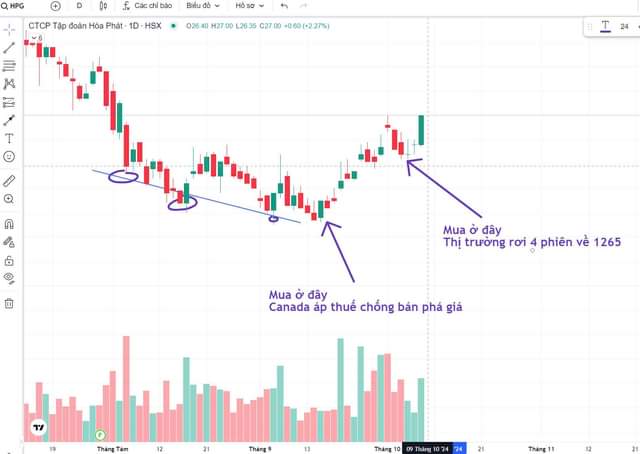 HPG
D
Các chỉ báo
Biểu đồ
Hồ sơ
CTCP Tập đoàn Hòa Phát · 1D · HSX
O26.40 H27.00 L26.35 C27.00 +0.60 (+2.27%)
6
T 24
Mua ở đây
Thị trường rơi 4 phiên về 1265
Mua ở đây
Canada áp thuế chống bán phá giá
19 Tháng Tám 12 21 Tháng 9 13 Tháng 10 09 Tháng 10 '24 '24 21 Tháng 11 12 21